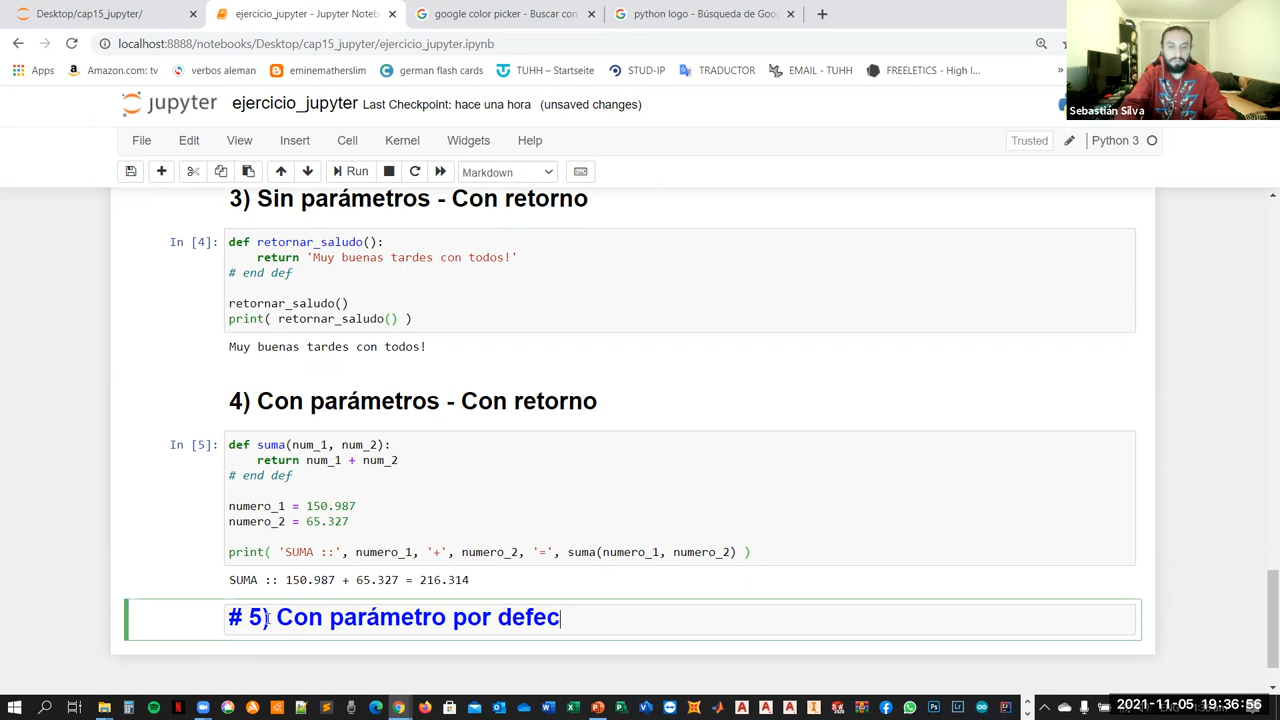 Desktop/cap15_jupyter/
ejercicio_jupyter - Jupyter Noteb
google color picker - Buscar con
python logo - Búsqueda de Goo
localhost:8888/notebooks/Desktop/cap15_jupyter/ejercicio_jupyter.ipynb
Apps
Amazon.com: tv
verbos aleman
eminematherslim
german flash cards
TUHH – Startseite
STUD-IP
TRADUCTOR
EMAIL - TUHH
FREELETICS - High I...
»
Sebastián Silva
jupyter
ejercicio_jupyter Last Checkpoint: hace una hora (unsaved changes)
File Edit View Insert Cell Kernel Widgets Help
Trusted
Python 3
Run
Markdown
3) Sin parámetros - Con retorno
In [4]:
def retornar_saludo():
return 'Muy buenas tardes con todos!'
# end def
retornar_saludo()
print( retornar_saludo() )
Muy buenas tardes con todos!
4) Con parámetros - Con retorno
In [5]:
def suma(num_1, num_2):
return num_1 + num_2
# end def
numero_1 = 150.987
numero_2 = 65.327
print( 'SUMA ::', numero_1, '+', numero_2, '=', suma(numero_1, numero_2) )
SUMA :: 150.987 + 65.327 = 216.314
# 5) Con parámetro por defec
2021-11-05 19:36:56